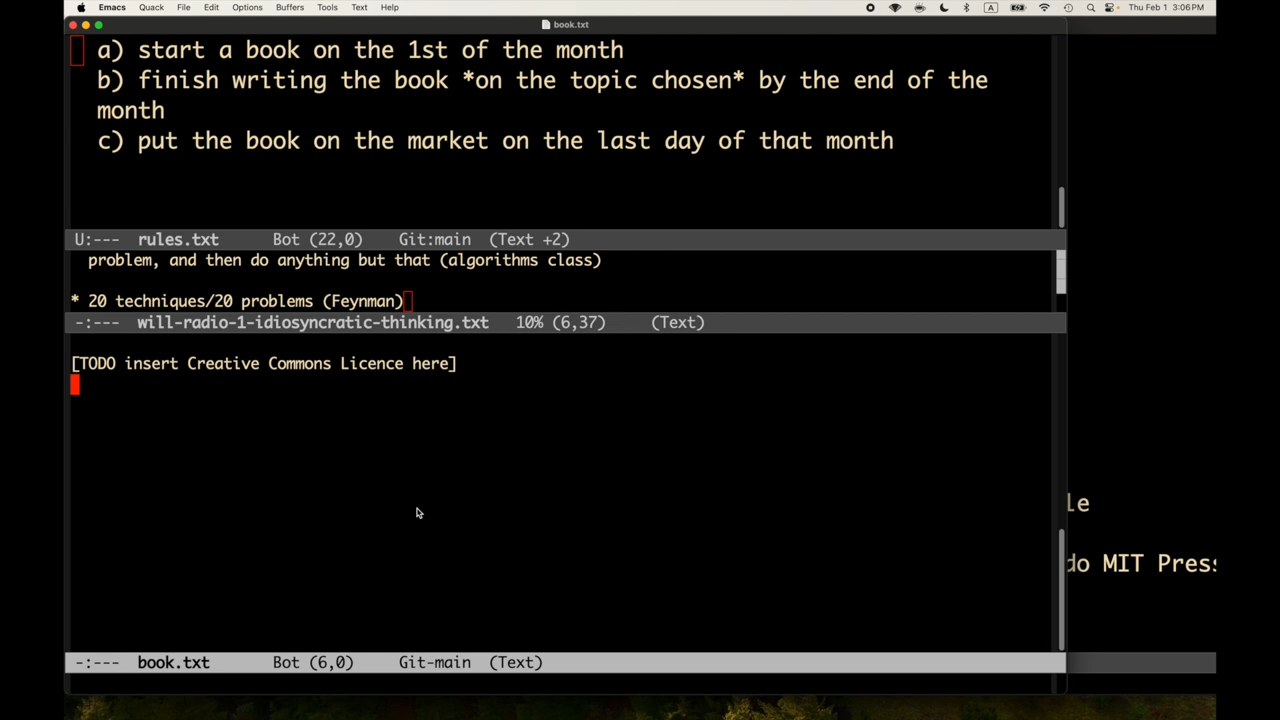 Emacs Quack File Edit Options Buffers Tools Text Help A Thu Feb 1 3:06 PM
book.txt
a) start a book on the 1st of the month
b) finish writing the book *on the topic chosen* by the end of the
month
c) put the book on the market on the last day of that month
U:--- rules.txt Bot (22,0) Git:main (Text +2)
problem, and then do anything but that (algorithms class)
* 20 techniques/20 problems (Feynman)
-:--- will-radio-1-idiosyncratic-thinking.txt 10% (6,37) (Text)
[TODO insert Creative Commons Licence here]
le
do MIT Press
-:--- book.txt Bot (6,0) Git-main (Text)